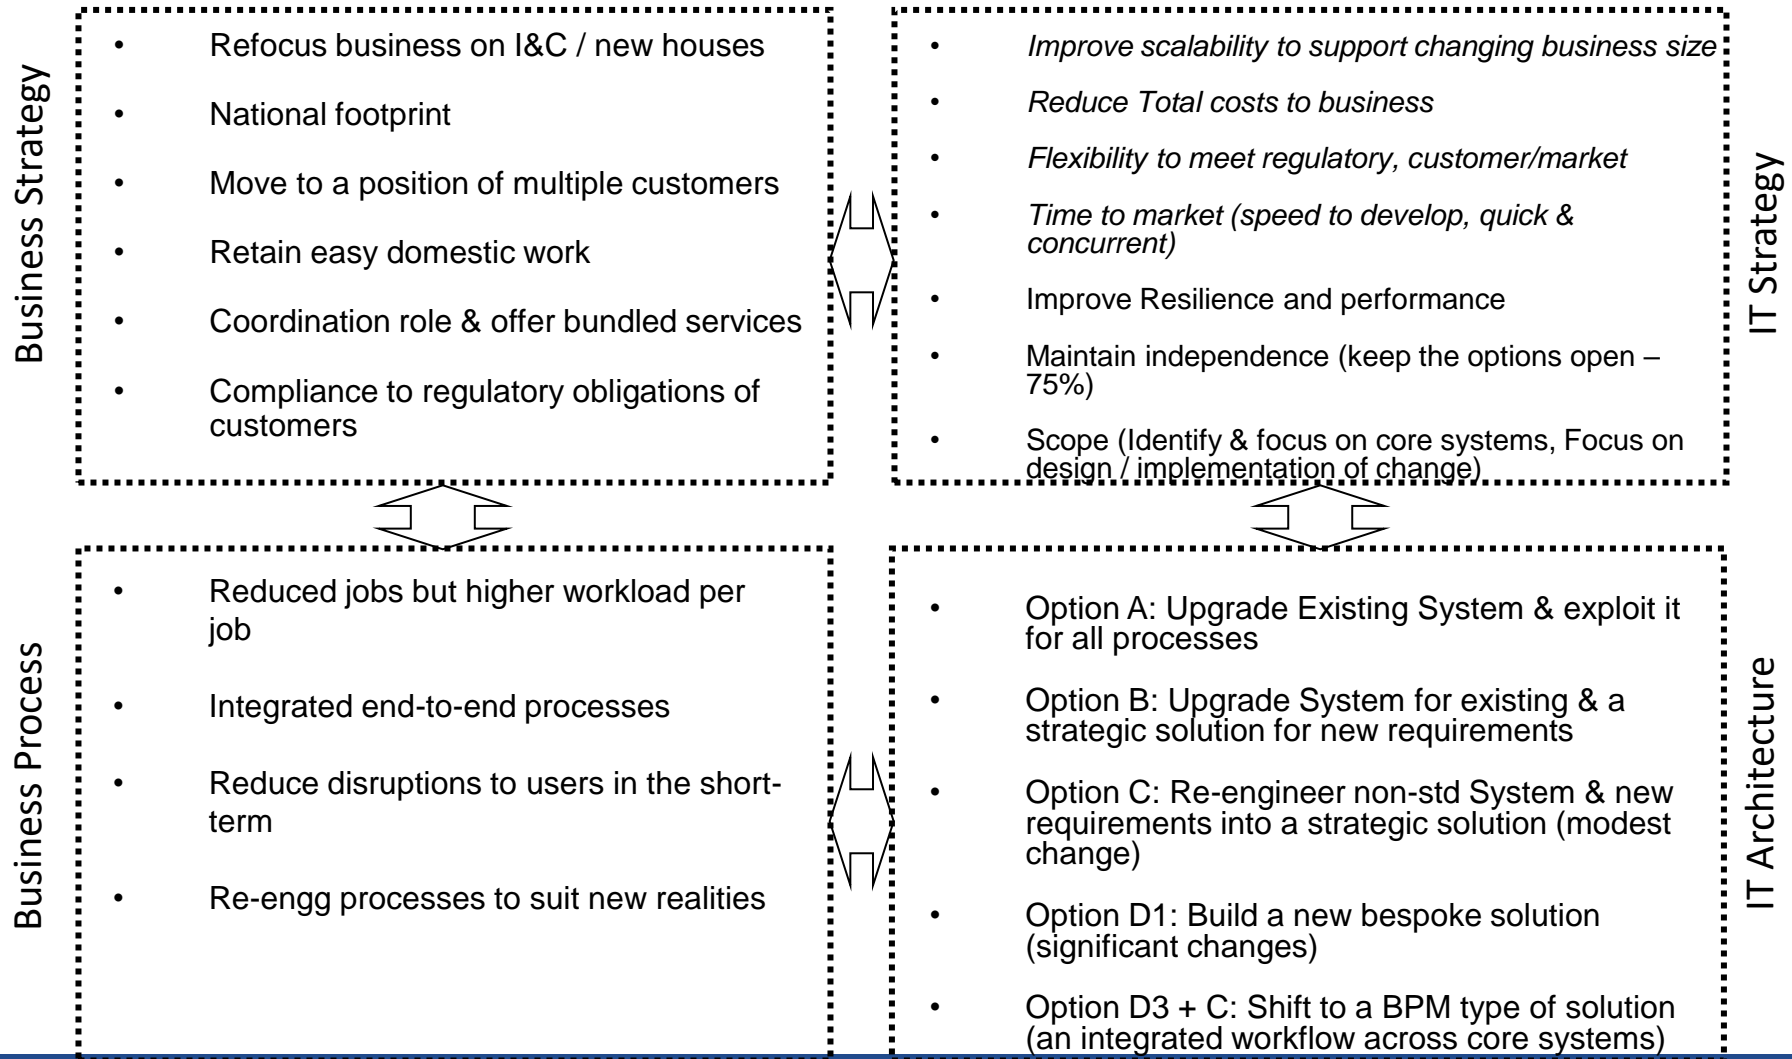 Business Strategy
• Refocus business on I&C / new houses
• National footprint
• Move to a position of multiple customers
• Retain easy domestic work
• Coordination role & offer bundled services
• Compliance to regulatory obligations of
customers
• Improve scalability to support changing business size
• Reduce Total costs to business
• Flexibility to meet regulatory, customer/market
• Time to market (speed to develop, quick &
concurrent)
• Improve Resilience and performance
• Maintain independence (keep the options open –
75%)
• Scope (Identify & focus on core systems, Focus on
design / implementation of change)
IT Strategy
Business Process
• Reduced jobs but higher workload per
job
• Integrated end-to-end processes
• Reduce disruptions to users in the short-
term
• Re-engg processes to suit new realities
• Option A: Upgrade Existing System & exploit it
for all processes
• Option B: Upgrade System for existing & a
strategic solution for new requirements
• Option C: Re-engineer non-std System & new
requirements into a strategic solution (modest
change)
• Option D1: Build a new bespoke solution
(significant changes)
• Option D3 + C: Shift to a BPM type of solution
(an integrated workflow across core systems)
IT Architecture